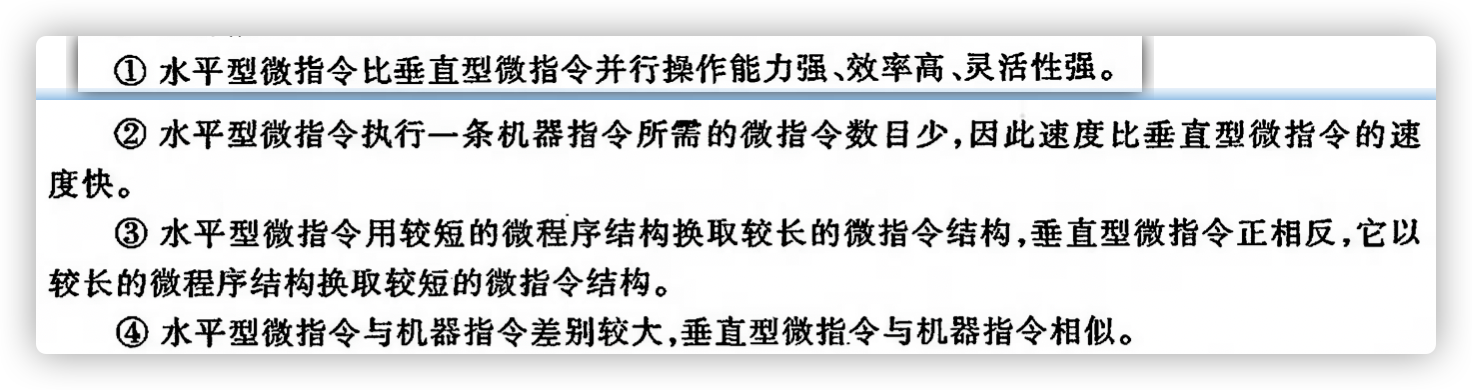 ① 水平型微指令比垂直型微指令并行操作能力强、效率高、灵活性强。
② 水平型微指令执行一条机器指令所需的微指令数目少,因此速度比垂直型微指令的速
度快。
③ 水平型微指令用较短的微程序结构换取较长的微指令结构,垂直型微指令正相反,它以
较长的微程序结构换取较短的微指令结构。
④ 水平型微指令与机器指令差别较大,垂直型微指令与机器指令相似。